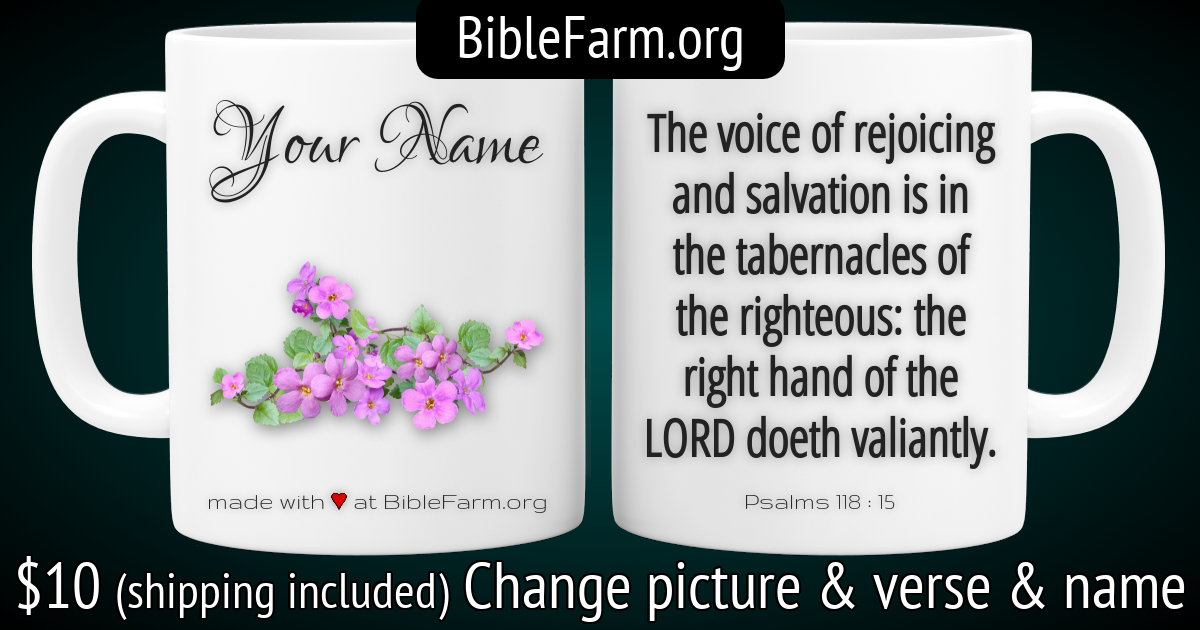 BibleFarm.org
Your Name
made with ♥ at BibleFarm.org
The voice of rejoicing
and salvation is in
the tabernacles of
the righteous: the
right hand of the
LORD doeth valiantly.
Psalms 118 : 15
$10 (shipping included) Change picture & verse & name